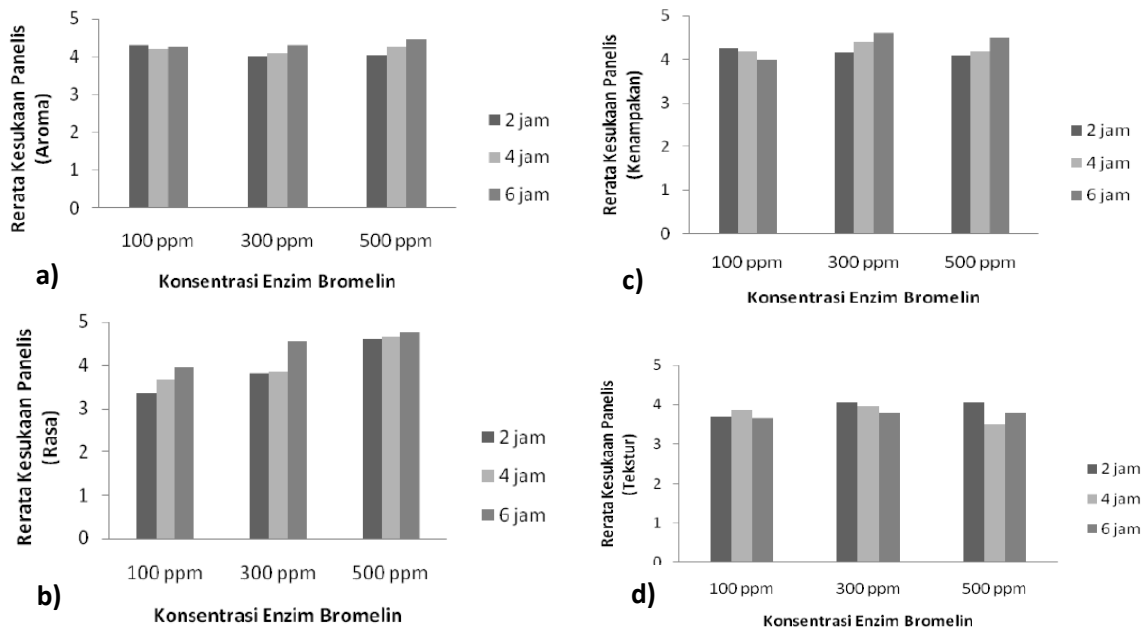 Rerata Kesukaan Panelis
(Aroma)
5
4
3
2
1
0
100 ppm 300 ppm 500 ppm
Konsentrasi Enzim Bromelin
2 jam
4 jam
6 jam
a)
Rerata Kesukaan Panelis
(Rasa)
5
4
3
2
1
0
100 ppm 300 ppm 500 ppm
Konsentrasi Enzim Bromelin
2 jam
4 jam
6 jam
b)
Rerata Kesukaan Panelis
(Kenampakan)
5
4
3
2
1
0
100 ppm 300 ppm 500 ppm
Konsentrasi Enzim Bromelin
2 jam
4 jam
6 jam
c)
Rerata Kesukaan Panelis
(Tekstur)
5
4
3
2
1
0
100 ppm 300 ppm 500 ppm
Konsentrasi Enzim Bromelin
2 jam
4 jam
6 jam
d)